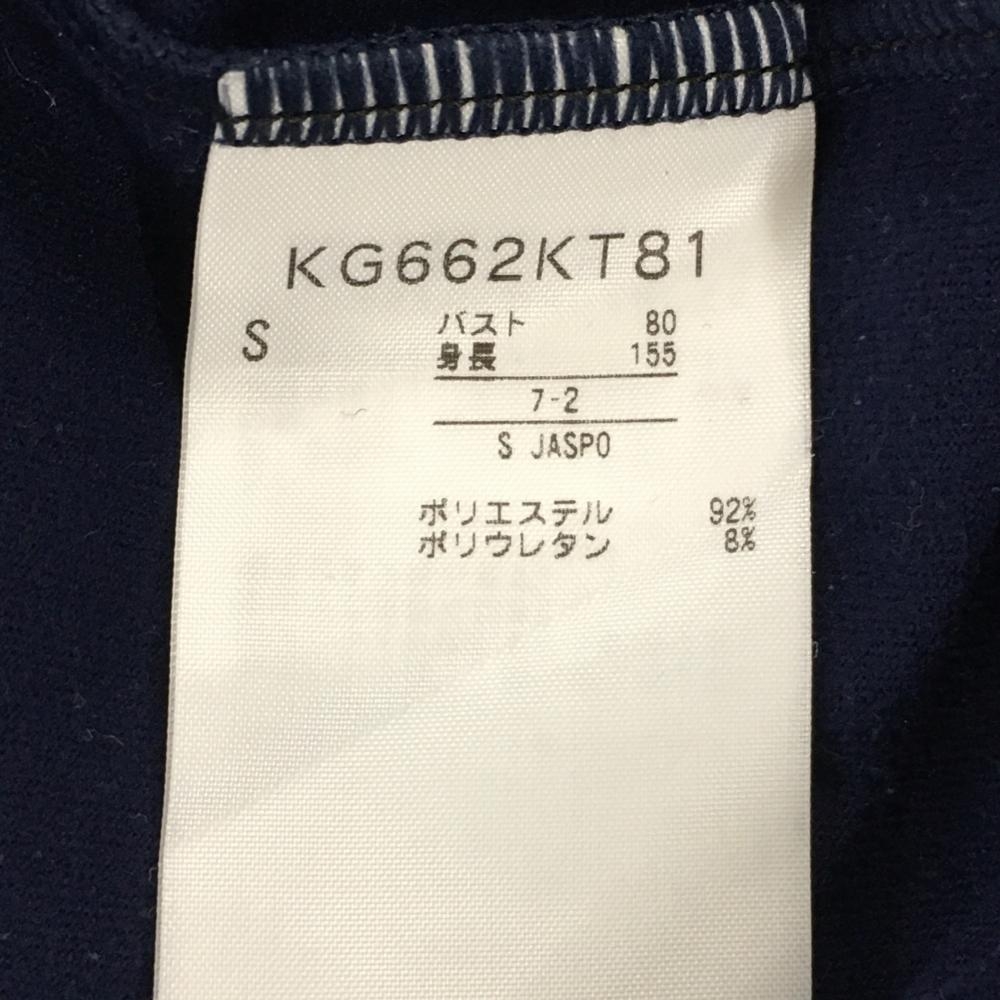 KG662KT81
S
バスト 80
身長 155
7-2
S JASPO
ポリエステル 92%
ポリウレタン 8%